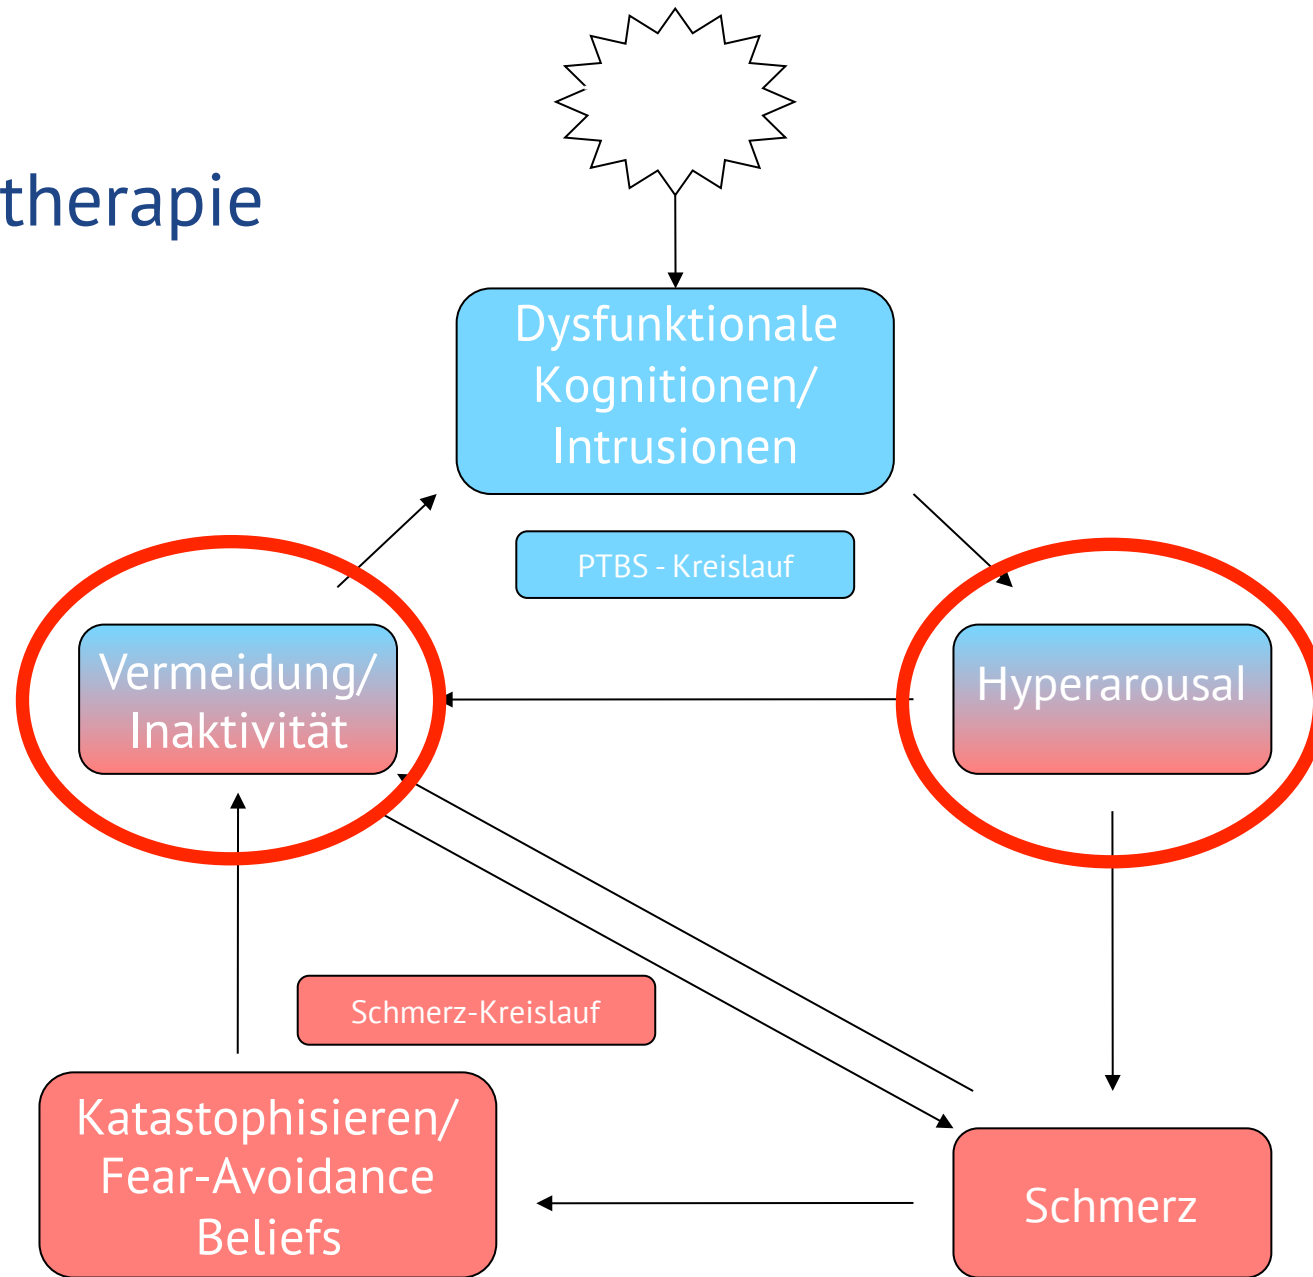 therapie
Dysfunktionale
Kognitionen/
Intrusionen
PTBS - Kreislauf
Vermeidung/
Inaktivität
Hyperarousal
Schmerz-Kreislauf
Katastophisieren/
Fear-Avoidance
Beliefs
Schmerz